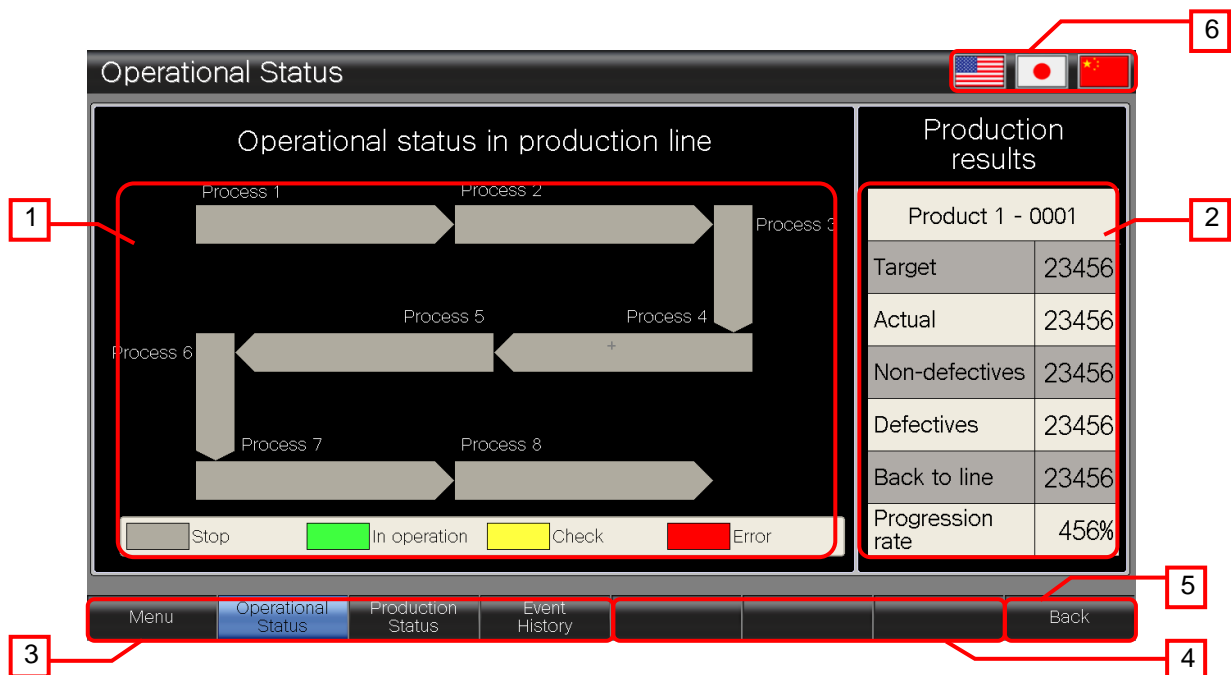 6
Operational Status
Operational status in production line
Production
results
Process 1
Process 2
1
Product 1 - 0001
2
Process 3
Target 23456
Process 5
Process 4
Actual 23456
Process 6
Non-defectives 23456
Defectives 23456
Process 7
Process 8
Back to line 23456
Stop
In operation
Check
Error
Progression
rate
456%
5
Menu
Operational
Status
Production
Status
Event
History
Back
3
4